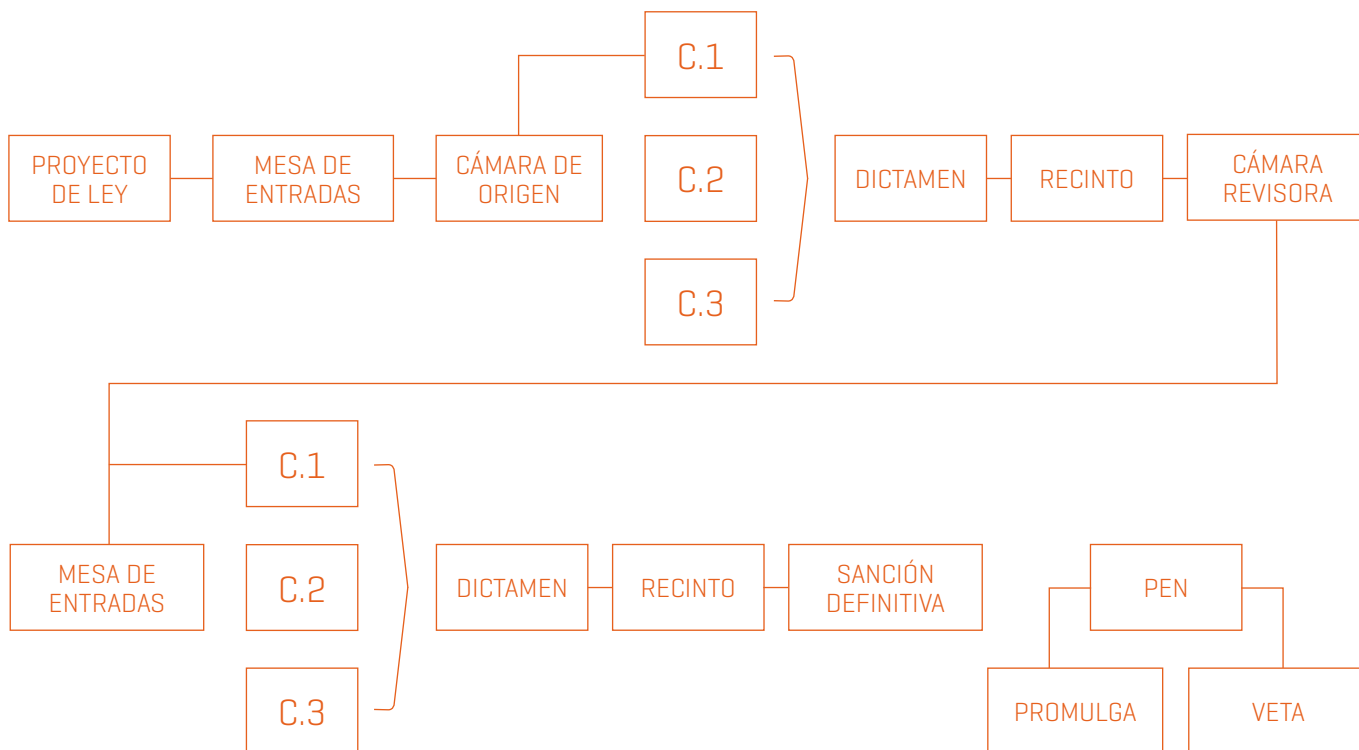 PROYECTO
DE LEY
MESA DE
ENTRADAS
CÁMARA DE
ORIGEN
C.1
C.2
C.3
DICTAMEN
RECINTO
CÁMARA
REVISORA
MESA DE
ENTRADAS
C.1
C.2
C.3
DICTAMEN
RECINTO
SANCIÓN
DEFINITIVA
PEN
PROMULGA
VETA